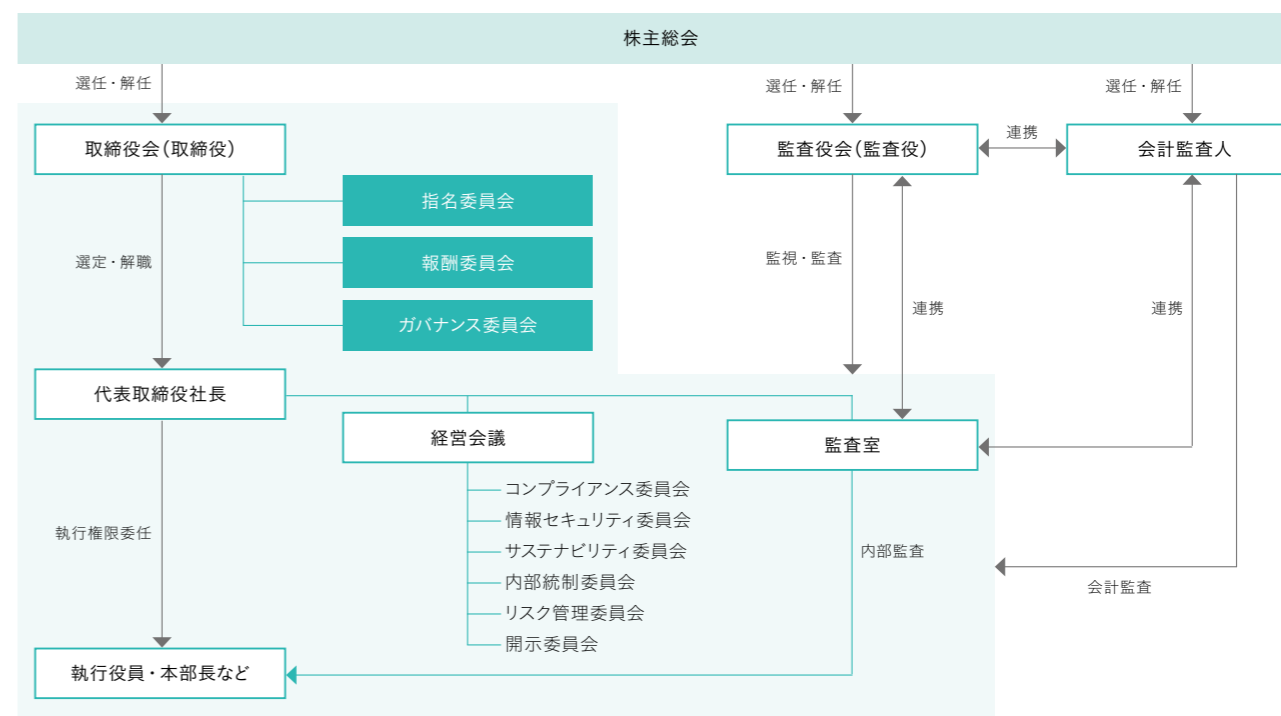 株主総会
選任・解任
選任・解任
選任・解任
取締役会(取締役)
監査役会(監査役)
連携
会計監査人
指名委員会
選定・解職
報酬委員会
監視・監査
ガバナンス委員会
連携
連携
代表取締役社長
経営会議
監査室
コンプライアンス委員会
情報セキュリティ委員会
執行権限委任
サステナビリティ委員会
内部監査
内部統制委員会
会計監査
リスク管理委員会
開示委員会
執行役員・本部長など